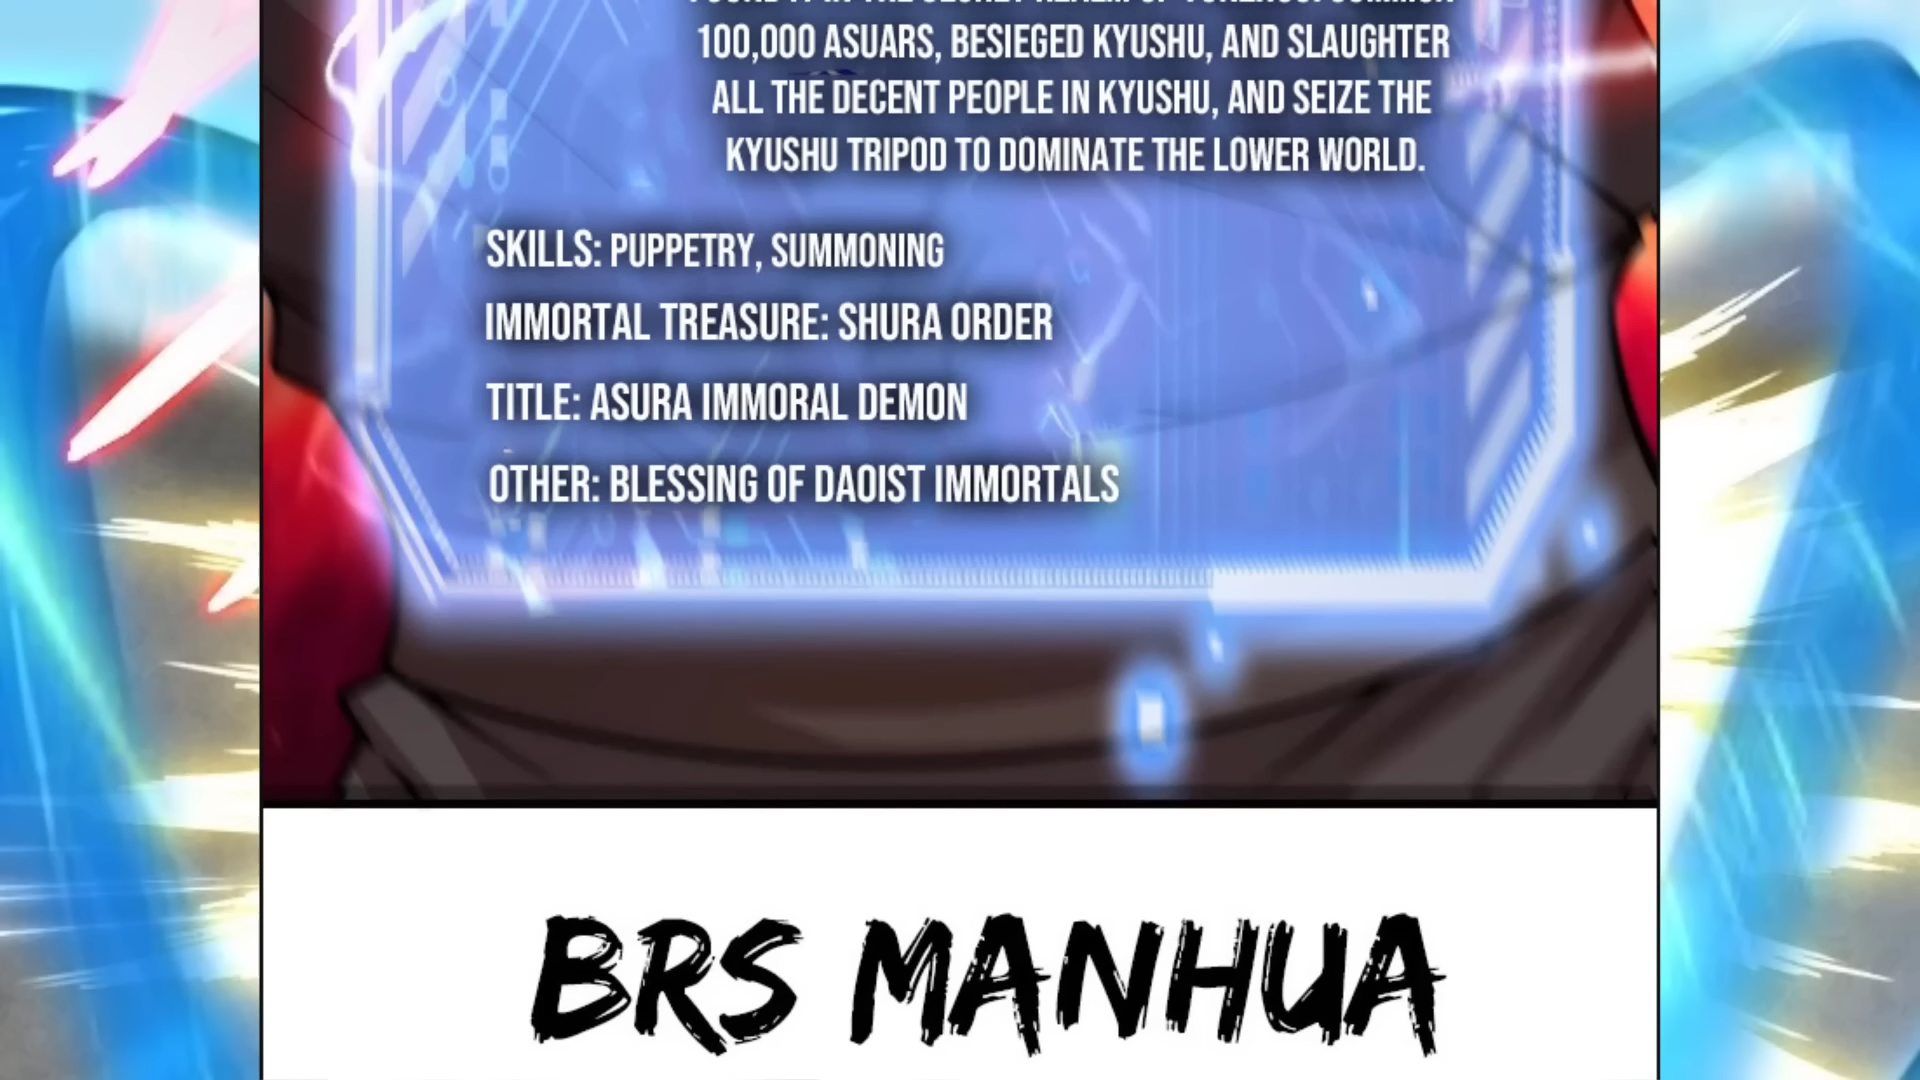 100,000 ASUARS, BESIEGED KYUSHU, AND SLAUGHTER
ALL THE DECENT PEOPLE IN KYUSHU, AND SEIZE THE
KYUSHU TRIPOD TO DOMINATE THE LOWER WORLD.
SKILLS: PUPPETRY, SUMMONING
IMMORTAL TREASURE: SHURA ORDER
TITLE: ASURA IMMORAL DEMON
OTHER: BLESSING OF DAOIST IMMORTALS
BRS MANHUA